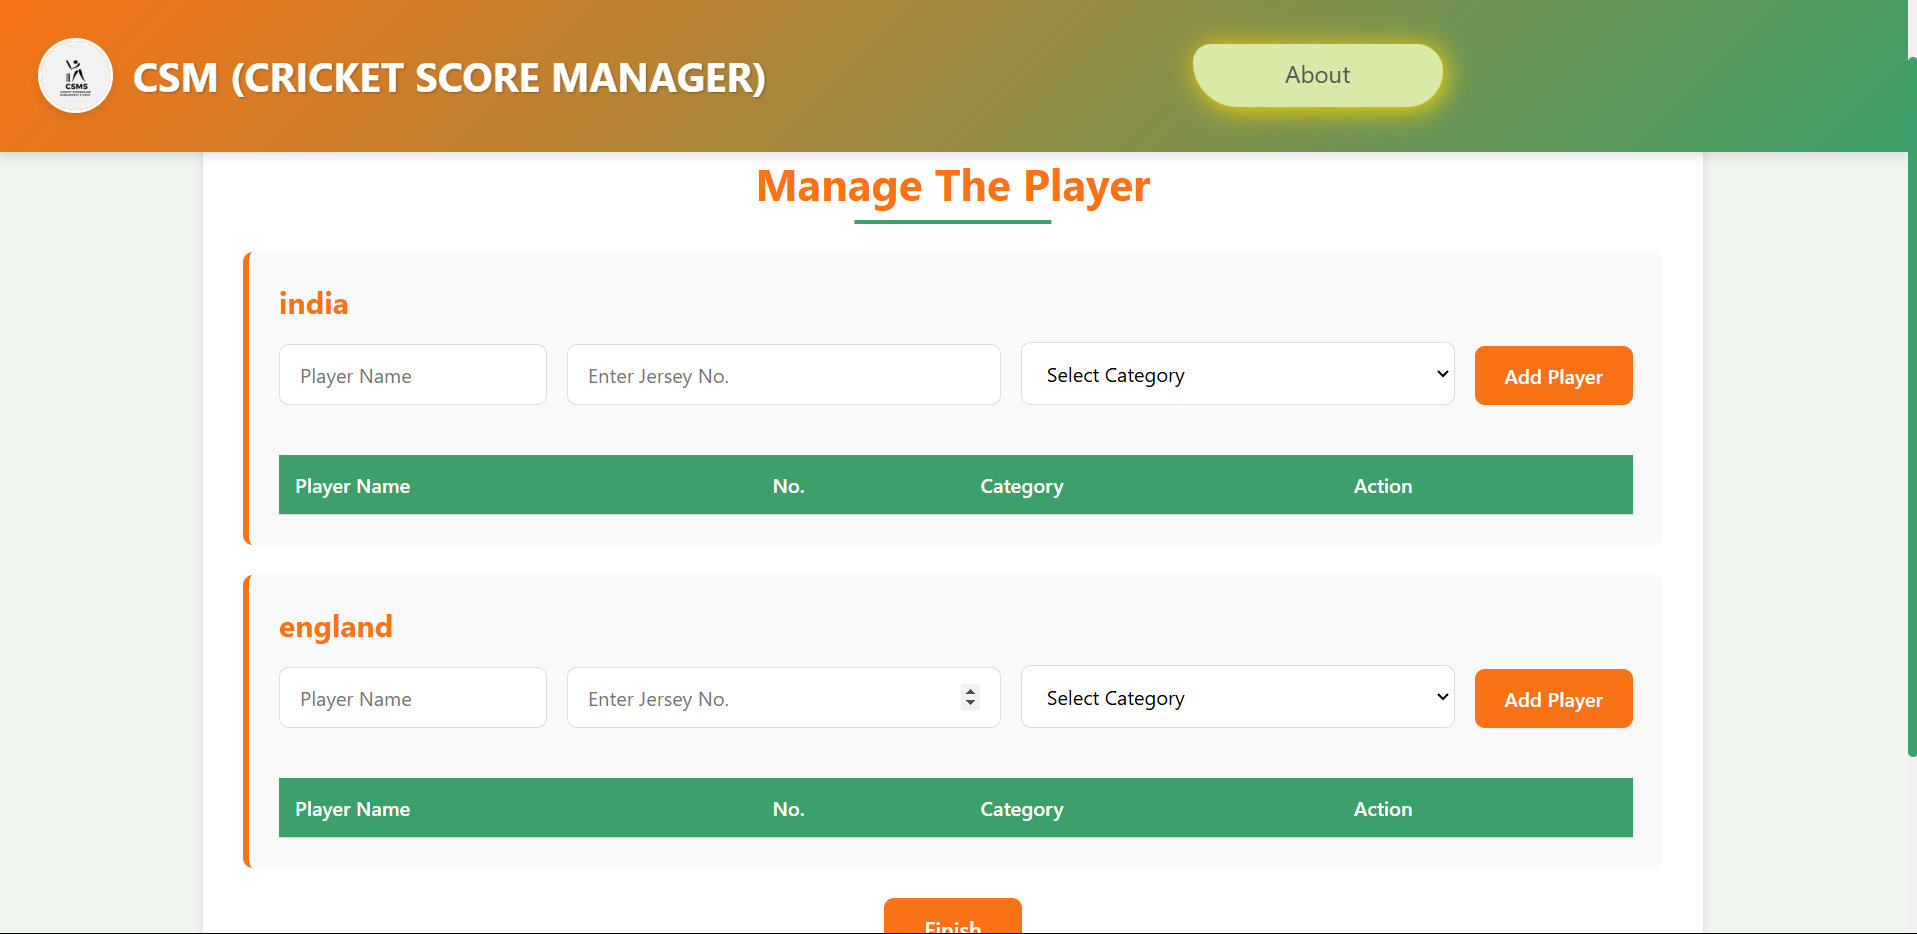 CSMS
CSM (CRICKET SCORE MANAGER)
About
Manage The Player
india
Player Name
Enter Jersey No.
Select Category
Add Player
Player Name No. Category Action
england
Player Name
Enter Jersey No.
Select Category
Add Player
Player Name No. Category Action
Finish